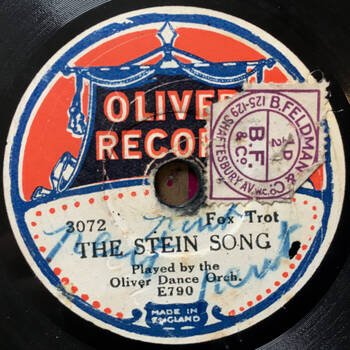 OLIVER
RECOR
B. FELDMAN & Co.
125-129 SHAFTESBURY AV. W.C.
2 D
B.F
& Co.
3072 Fox Trot
THE STEIN SONG
Played by the
Oliver Dance Orch.
E790
MADE IN
ENGLAND